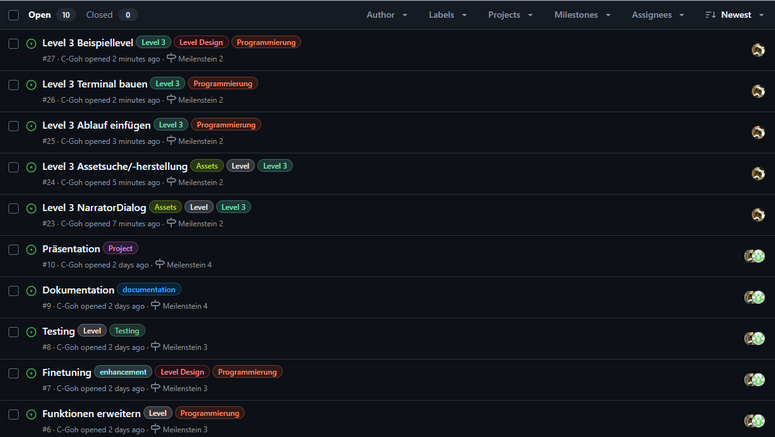 Open 10 Closed 0 Author Labels Projects Milestones Assignees Newest
Level 3 Beispiellevel Level 3 Level Design Programmierung
#27 · C-Goh opened 2 minutes ago · Meilenstein 2
Level 3 Terminal bauen Level 3 Programmierung
#26 · C-Goh opened 2 minutes ago · Meilenstein 2
Level 3 Ablauf einfügen Level 3 Programmierung
#25 · C-Goh opened 3 minutes ago · Meilenstein 2
Level 3 Assetsuche/-herstellung Assets Level Level 3
#24 · C-Goh opened 5 minutes ago · Meilenstein 2
Level 3 NarratorDialog Assets Level Level 3
#23 · C-Goh opened 7 minutes ago · Meilenstein 2
Präsentation Project
#10 · C-Goh opened 2 days ago · Meilenstein 4
Dokumentation documentation
#9 · C-Goh opened 2 days ago · Meilenstein 4
Testing Level Testing
#8 · C-Goh opened 2 days ago · Meilenstein 3
Finetuning enhancement Level Design Programmierung
#7 · C-Goh opened 2 days ago · Meilenstein 3
Funktionen erweitern Level Programmierung
#6 · C-Goh opened 2 days ago · Meilenstein 3